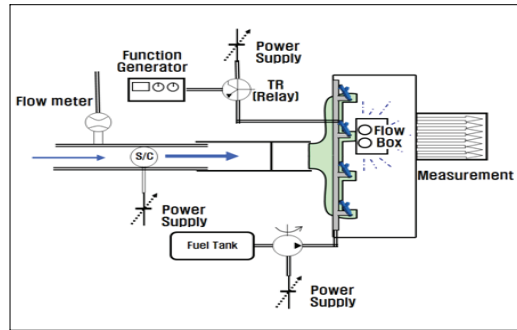 Power
Supply
Function
Generator
TR
(Relay)
Flow meter
Flow
Box
S/C
Measurement
Power
Supply
Fuel Tank
Power
Supply